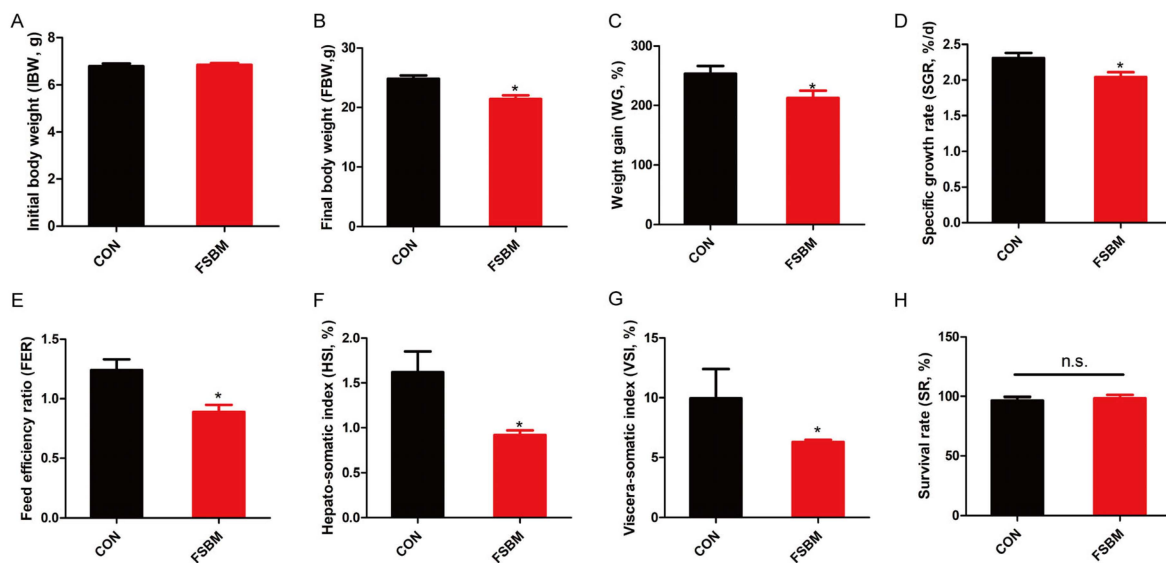 A
Initial body weight (IBW, g)
8
6
4
2
0
CON
FSBM
B
Final body weight (FBW,g)
30
20
10
0
*
CON
FSBM
C
Weight gain (WG, %)
300
200
100
0
*
CON
FSBM
D
Specific growth rate (SGR, %/d)
2.5
2.0
1.5
1.0
0.5
0.0
*
CON
FSBM
E
Feed efficiency ratio (FER)
1.5
1.0
0.5
0.0
*
CON
FSBM
F
Hepato-somatic index (HSI, %)
2.0
1.5
1.0
0.5
0.0
*
CON
FSBM
G
Viscera-somatic index (VSI, %)
15
10
5
0
*
CON
FSBM
H
Survival rate (SR, %)
150
100
50
0
n.s.
CON
FSBM